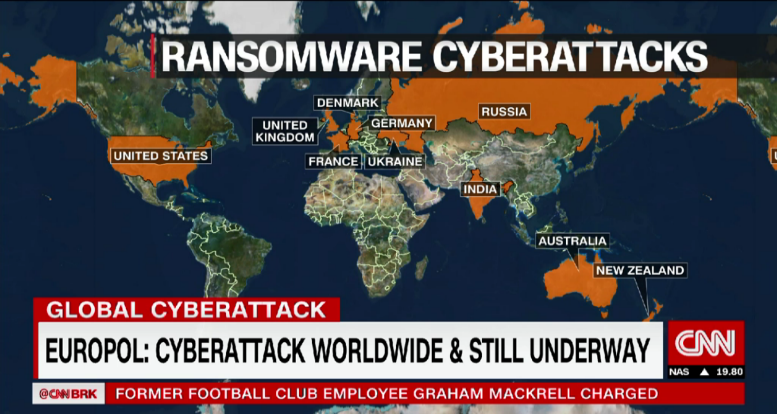 RANSOMWARE CYBERATTACKS
DENMARK
RUSSIA
UNITED
KINGDOM
GERMANY
UNITED STATES
FRANCE
UKRAINE
INDIA
AUSTRALIA
NEW ZEALAND
GLOBAL CYBERATTACK
EUROPOL: CYBERATTACK WORLDWIDE & STILL UNDERWAY
CNN
NAS ▲ 19.80
@CNNBRK FORMER FOOTBALL CLUB EMPLOYEE GRAHAM MACKRELL CHARGED